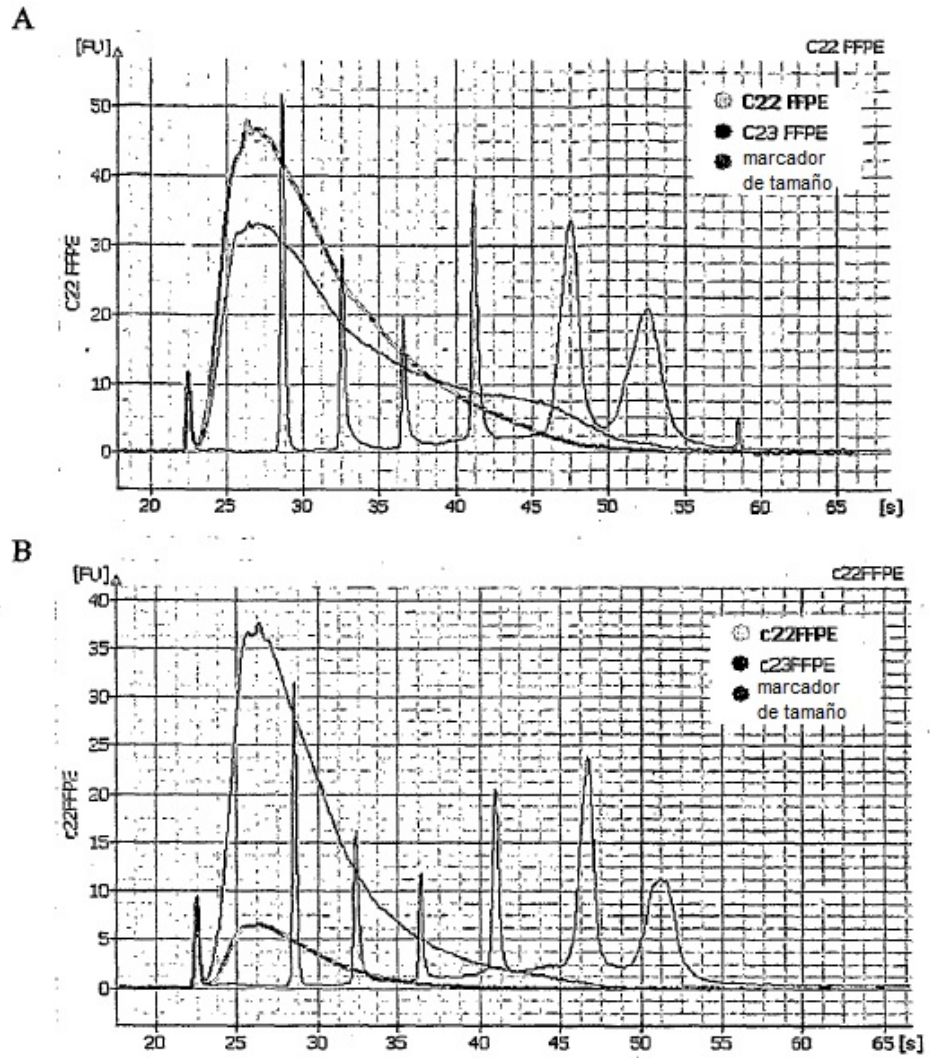 A
[FU]
C22 FFPE
C22 FFPE
C23 FFPE
marcador
de tamaño
50
40
30
20
10
0
C22 FFPE
20 25 30 35 40 45 50 55 60 65 [s]
B
[FU]
c22FFPE
c22FFPE
c23FFPE
marcador
de tamaño
40
35
30
25
20
15
10
5
0
c22FFPE
20 25 30 35 40 45 50 55 60 65 [s]